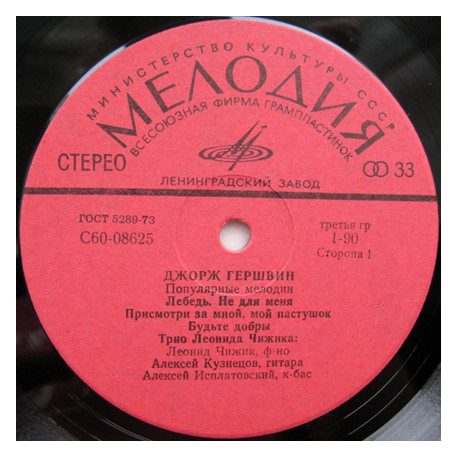 МИНИСТЕРСТВО КУЛЬТУРЫ СССР
МЕЛОДИЯ
ВСЕСОЮЗНАЯ ФИРМА ГРАМПЛАСТИНОК
СТЕРЕО
33
ЛЕНИНГРАДСКИЙ ЗАВОД
ГОСТ 5289-73
С60-08625
третья гр
1-90
Сторона 1
ДЖОРЖ ГЕРШВИН
Популярные мелодии
Лебедь. Не для меня
Присмотри за мной, мой пастушок
Будьте добры
Трио Леонида Чижика:
Леонид Чижик, ф-но
Алексей Кузнецов, гитара
Алексей Исплатовский, к-бас